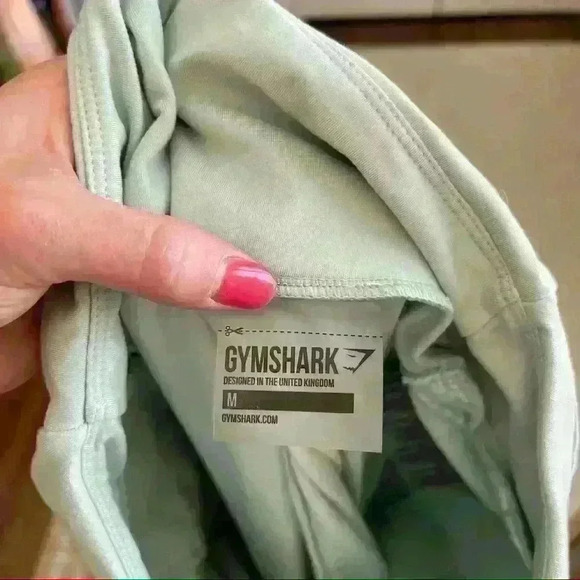 GYMSHARK
DESIGNED IN THE UNITED KINGDOM
M
GYMSHARK.COM